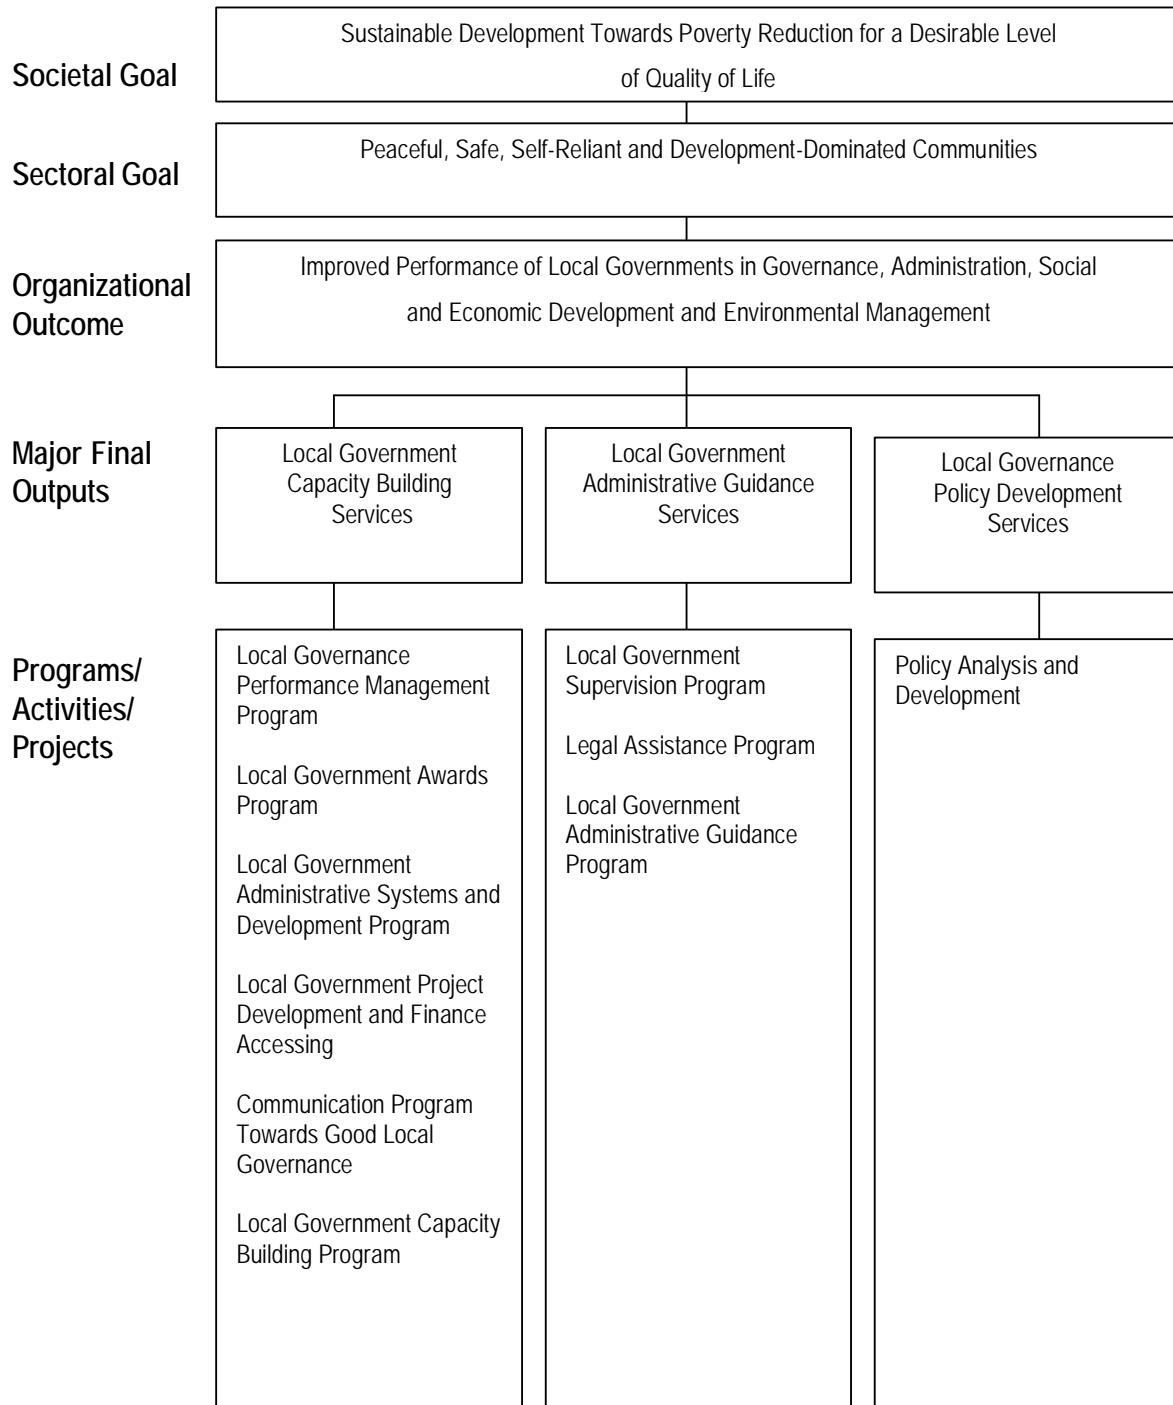 Societal Goal
Sustainable Development Towards Poverty Reduction for a Desirable Level
of Quality of Life
Sectoral Goal
Peaceful, Safe, Self-Reliant and Development-Dominated Communities
Organizational
Outcome
Improved Performance of Local Governments in Governance, Administration, Social
and Economic Development and Environmental Management
Major Final
Outputs
Local Government
Capacity Building
Services
Local Government
Administrative Guidance
Services
Local Governance
Policy Development
Services
Programs/
Activities/
Projects
Local Governance
Performance Management
Program
Local Government Awards
Program
Local Government
Administrative Systems and
Development Program
Local Government Project
Development and Finance
Accessing
Communication Program
Towards Good Local
Governance
Local Government Capacity
Building Program
Local Government
Supervision Program
Legal Assistance Program
Local Government
Administrative Guidance
Program
Policy Analysis and
Development